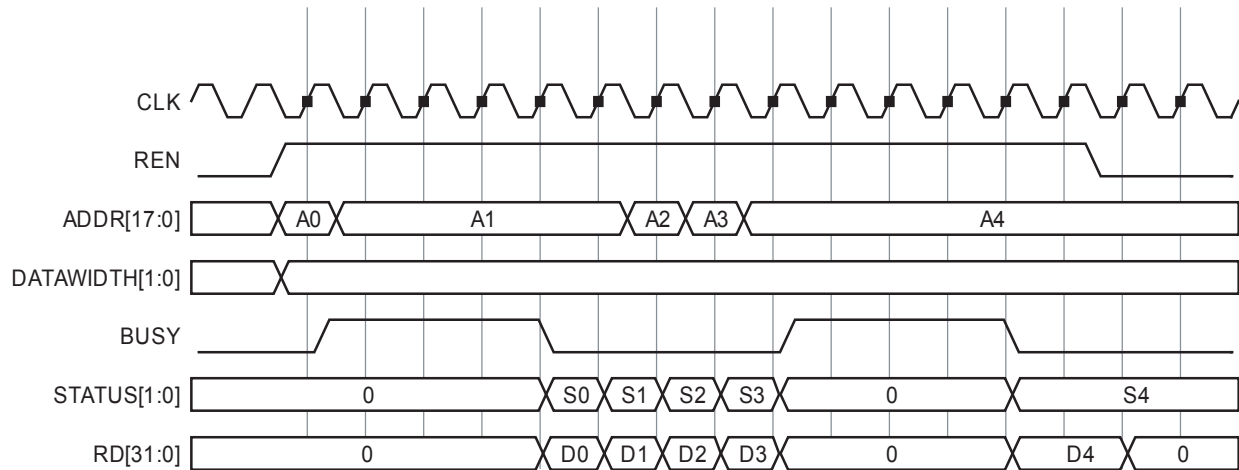 CLK
REN
ADDR[17:0] A0 A1 A2 A3 A4
DATAWIDTH[1:0]
BUSY
STATUS[1:0] 0 S0 S1 S2 S3 0 S4
RD[31:0] 0 D0 D1 D2 D3 0 D4 0